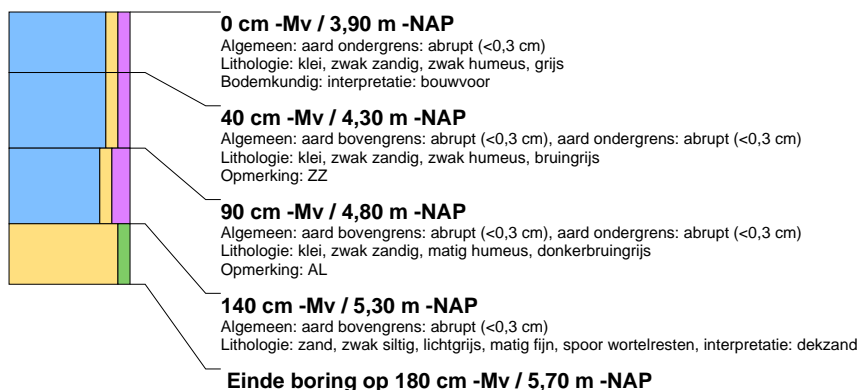 0 cm -Mv / 3,90 m -NAP
Algemeen: aard ondergrens: abrupt (<0,3 cm)
Lithologie: klei, zwak zandig, zwak humeus, grijs
Bodemkundig: interpretatie: bouwvoor
40 cm -Mv / 4,30 m -NAP
Algemeen: aard bovengrens: abrupt (<0,3 cm), aard ondergrens: abrupt (<0,3 cm)
Lithologie: klei, zwak zandig, zwak humeus, bruingrijs
Opmerking: ZZ
90 cm -Mv / 4,80 m -NAP
Algemeen: aard bovengrens: abrupt (<0,3 cm), aard ondergrens: abrupt (<0,3 cm)
Lithologie: klei, zwak zandig, matig humeus, donkerbruingrijs
Opmerking: AL
140 cm -Mv / 5,30 m -NAP
Algemeen: aard bovengrens: abrupt (<0,3 cm)
Lithologie: zand, zwak siltig, lichtgrijs, matig fijn, spoor wortelresten, interpretatie: dekzand
Einde boring op 180 cm -Mv / 5,70 m -NAP